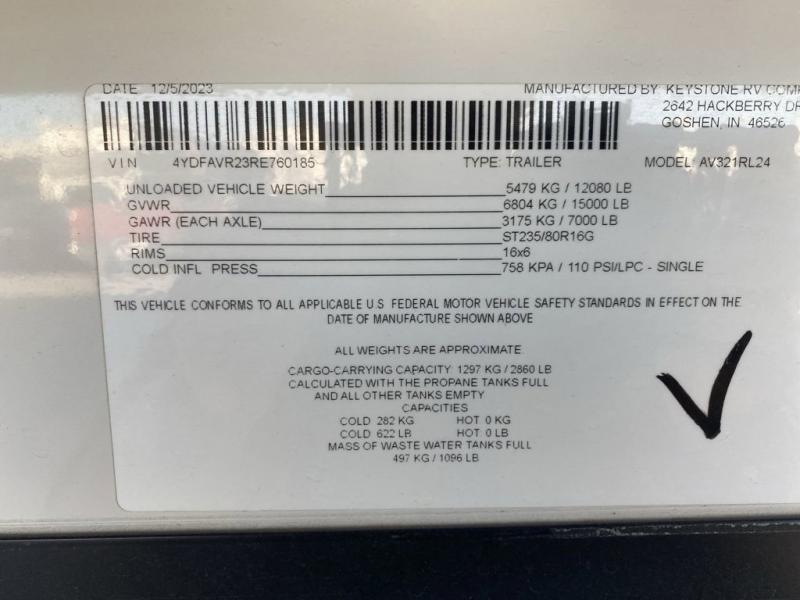 DATE 12/5/2023 MANUFACTURED BY: KEYSTONE RV COMP
2642 HACKBERRY DR
GOSHEN, IN 46526
VIN 4YDFAVR23RE760185 TYPE: TRAILER MODEL: AV321RL24
UNLOADED VEHICLE WEIGHT 5479 KG / 12080 LB
GVWR 6804 KG / 15000 LB
GAWR (EACH AXLE) 3175 KG / 7000 LB
TIRE ST235/80R16G
RIMS 16x6
COLD INFL PRESS 758 KPA / 110 PSI/LPC - SINGLE
THIS VEHICLE CONFORMS TO ALL APPLICABLE U.S. FEDERAL MOTOR VEHICLE SAFETY STANDARDS IN EFFECT ON THE
DATE OF MANUFACTURE SHOWN ABOVE
ALL WEIGHTS ARE APPROXIMATE
CARGO-CARRYING CAPACITY: 1297 KG / 2860 LB
CALCULATED WITH THE PROPANE TANKS FULL
AND ALL OTHER TANKS EMPTY
CAPACITIES
COLD 282 KG HOT 0 KG
COLD 622 LB HOT 0 LB
MASS OF WASTE WATER TANKS FULL
497 KG / 1096 LB